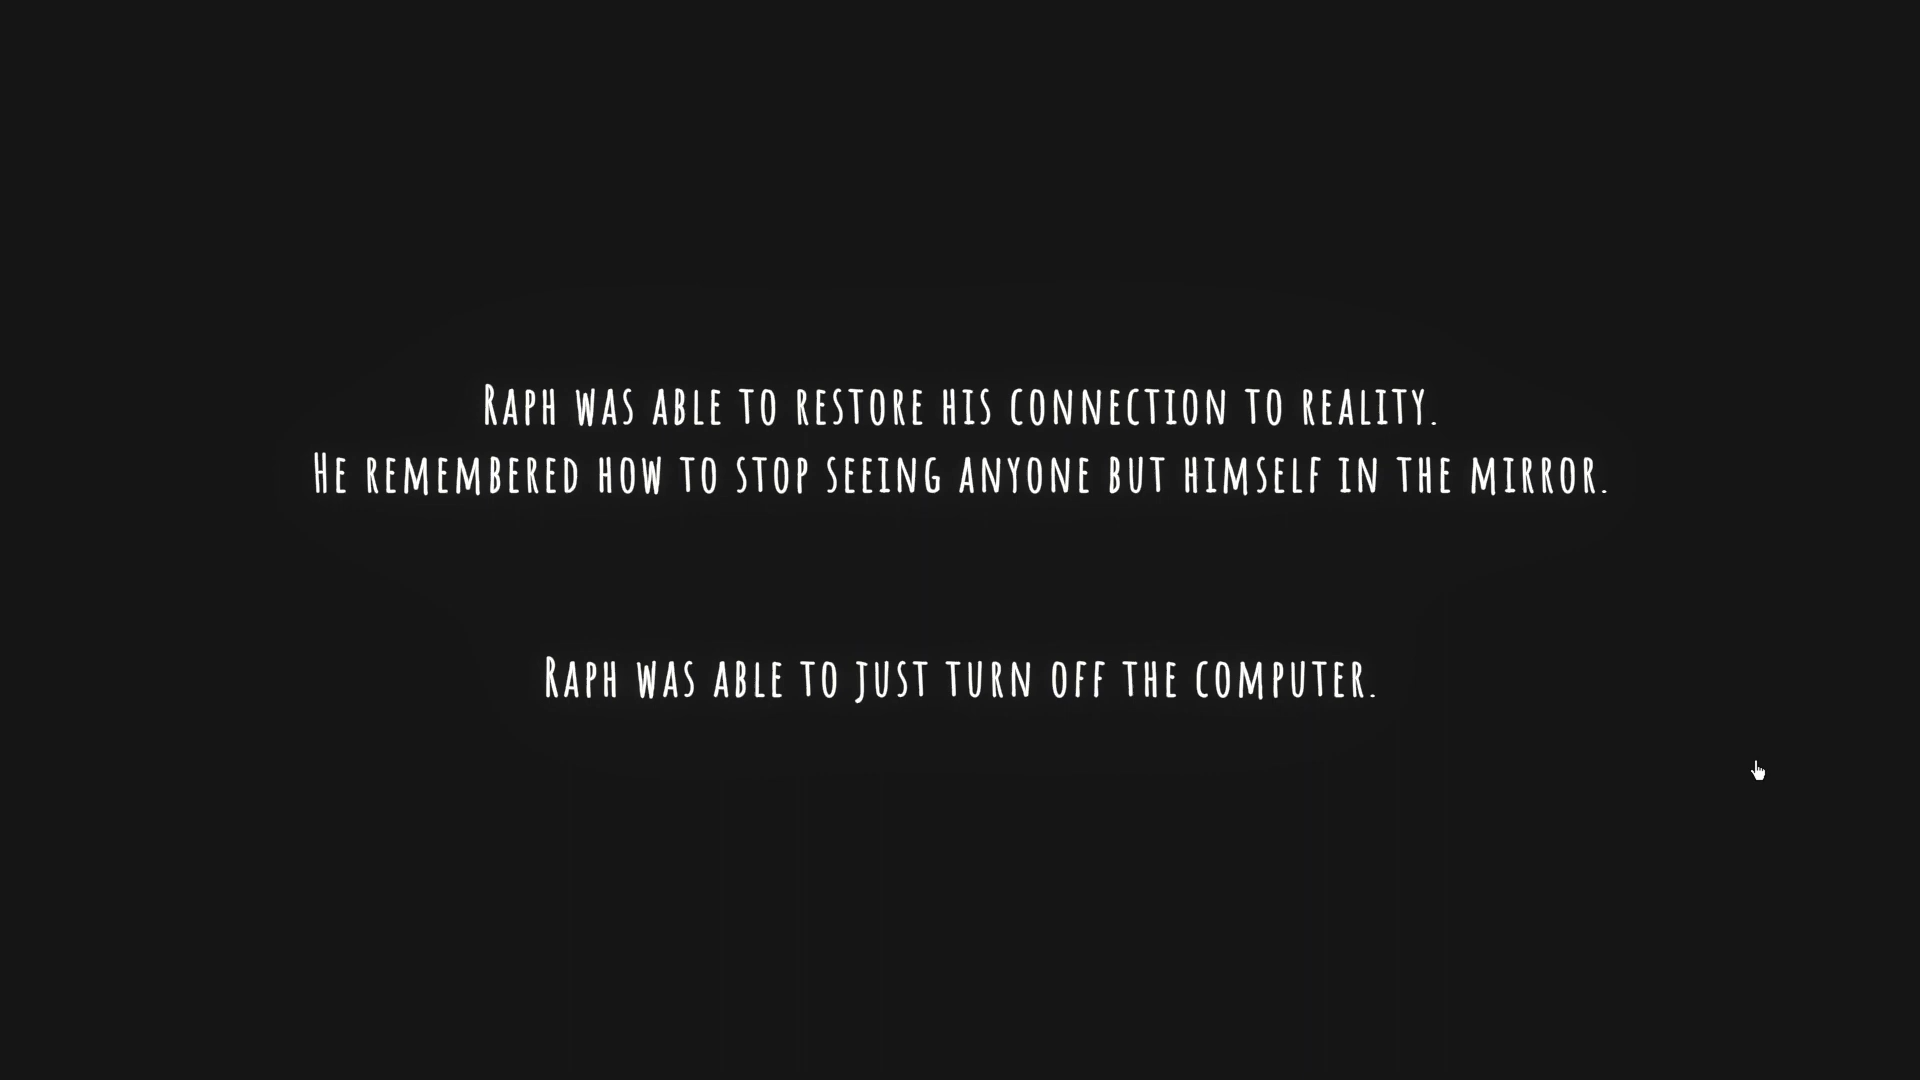 Raph was able to restore his connection to reality.
He remembered how to stop seeing anyone but himself in the mirror.
Raph was able to just turn off the computer.